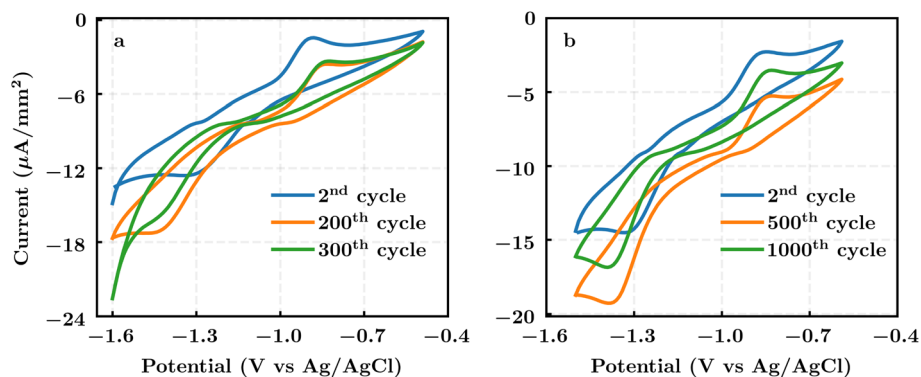 a
0
−6
−12
−18
−24
−1.6
−1.3
−1.0
−0.7
−0.4
Current (μA/mm²)
Potential (V vs Ag/AgCl)
2ⁿᵈ cycle
200ᵗʰ cycle
300ᵗʰ cycle
b
0
−5
−10
−15
−20
−1.6
−1.3
−1.0
−0.7
−0.4
Potential (V vs Ag/AgCl)
2ⁿᵈ cycle
500ᵗʰ cycle
1000ᵗʰ cycle